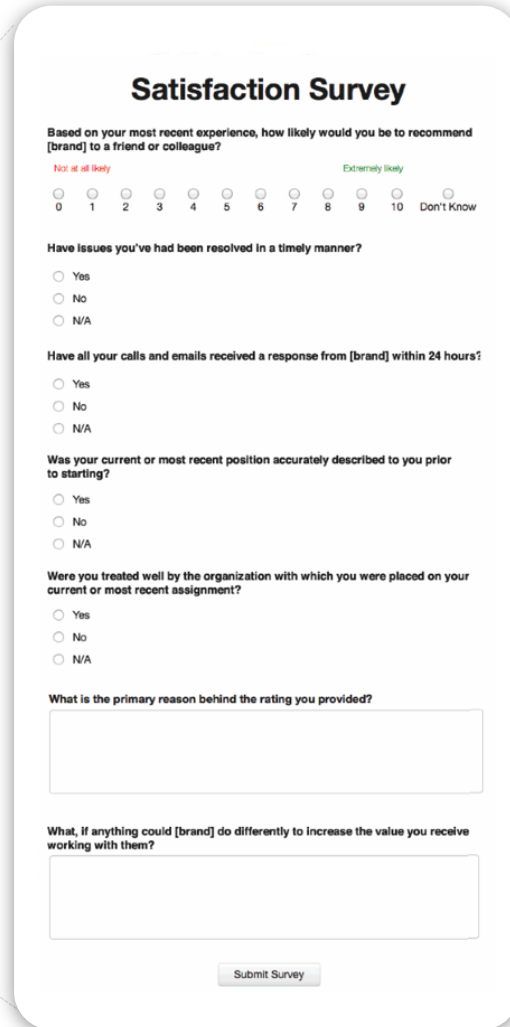 Satisfaction Survey
Based on your most recent experience, how likely would you be to recommend
[brand] to a friend or colleague?
Not at all likely Extremely likely
0 1 2 3 4 5 6 7 8 9 10 Don't Know
Have issues you've had been resolved in a timely manner?
Yes
No
N/A
Have all your calls and emails received a response from [brand] within 24 hours?
Yes
No
N/A
Was your current or most recent position accurately described to you prior
to starting?
Yes
No
N/A
Were you treated well by the organization with which you were placed on your
current or most recent assignment?
Yes
No
N/A
What is the primary reason behind the rating you provided?
What, if anything could [brand] do differently to increase the value you receive
working with them?
Submit Survey